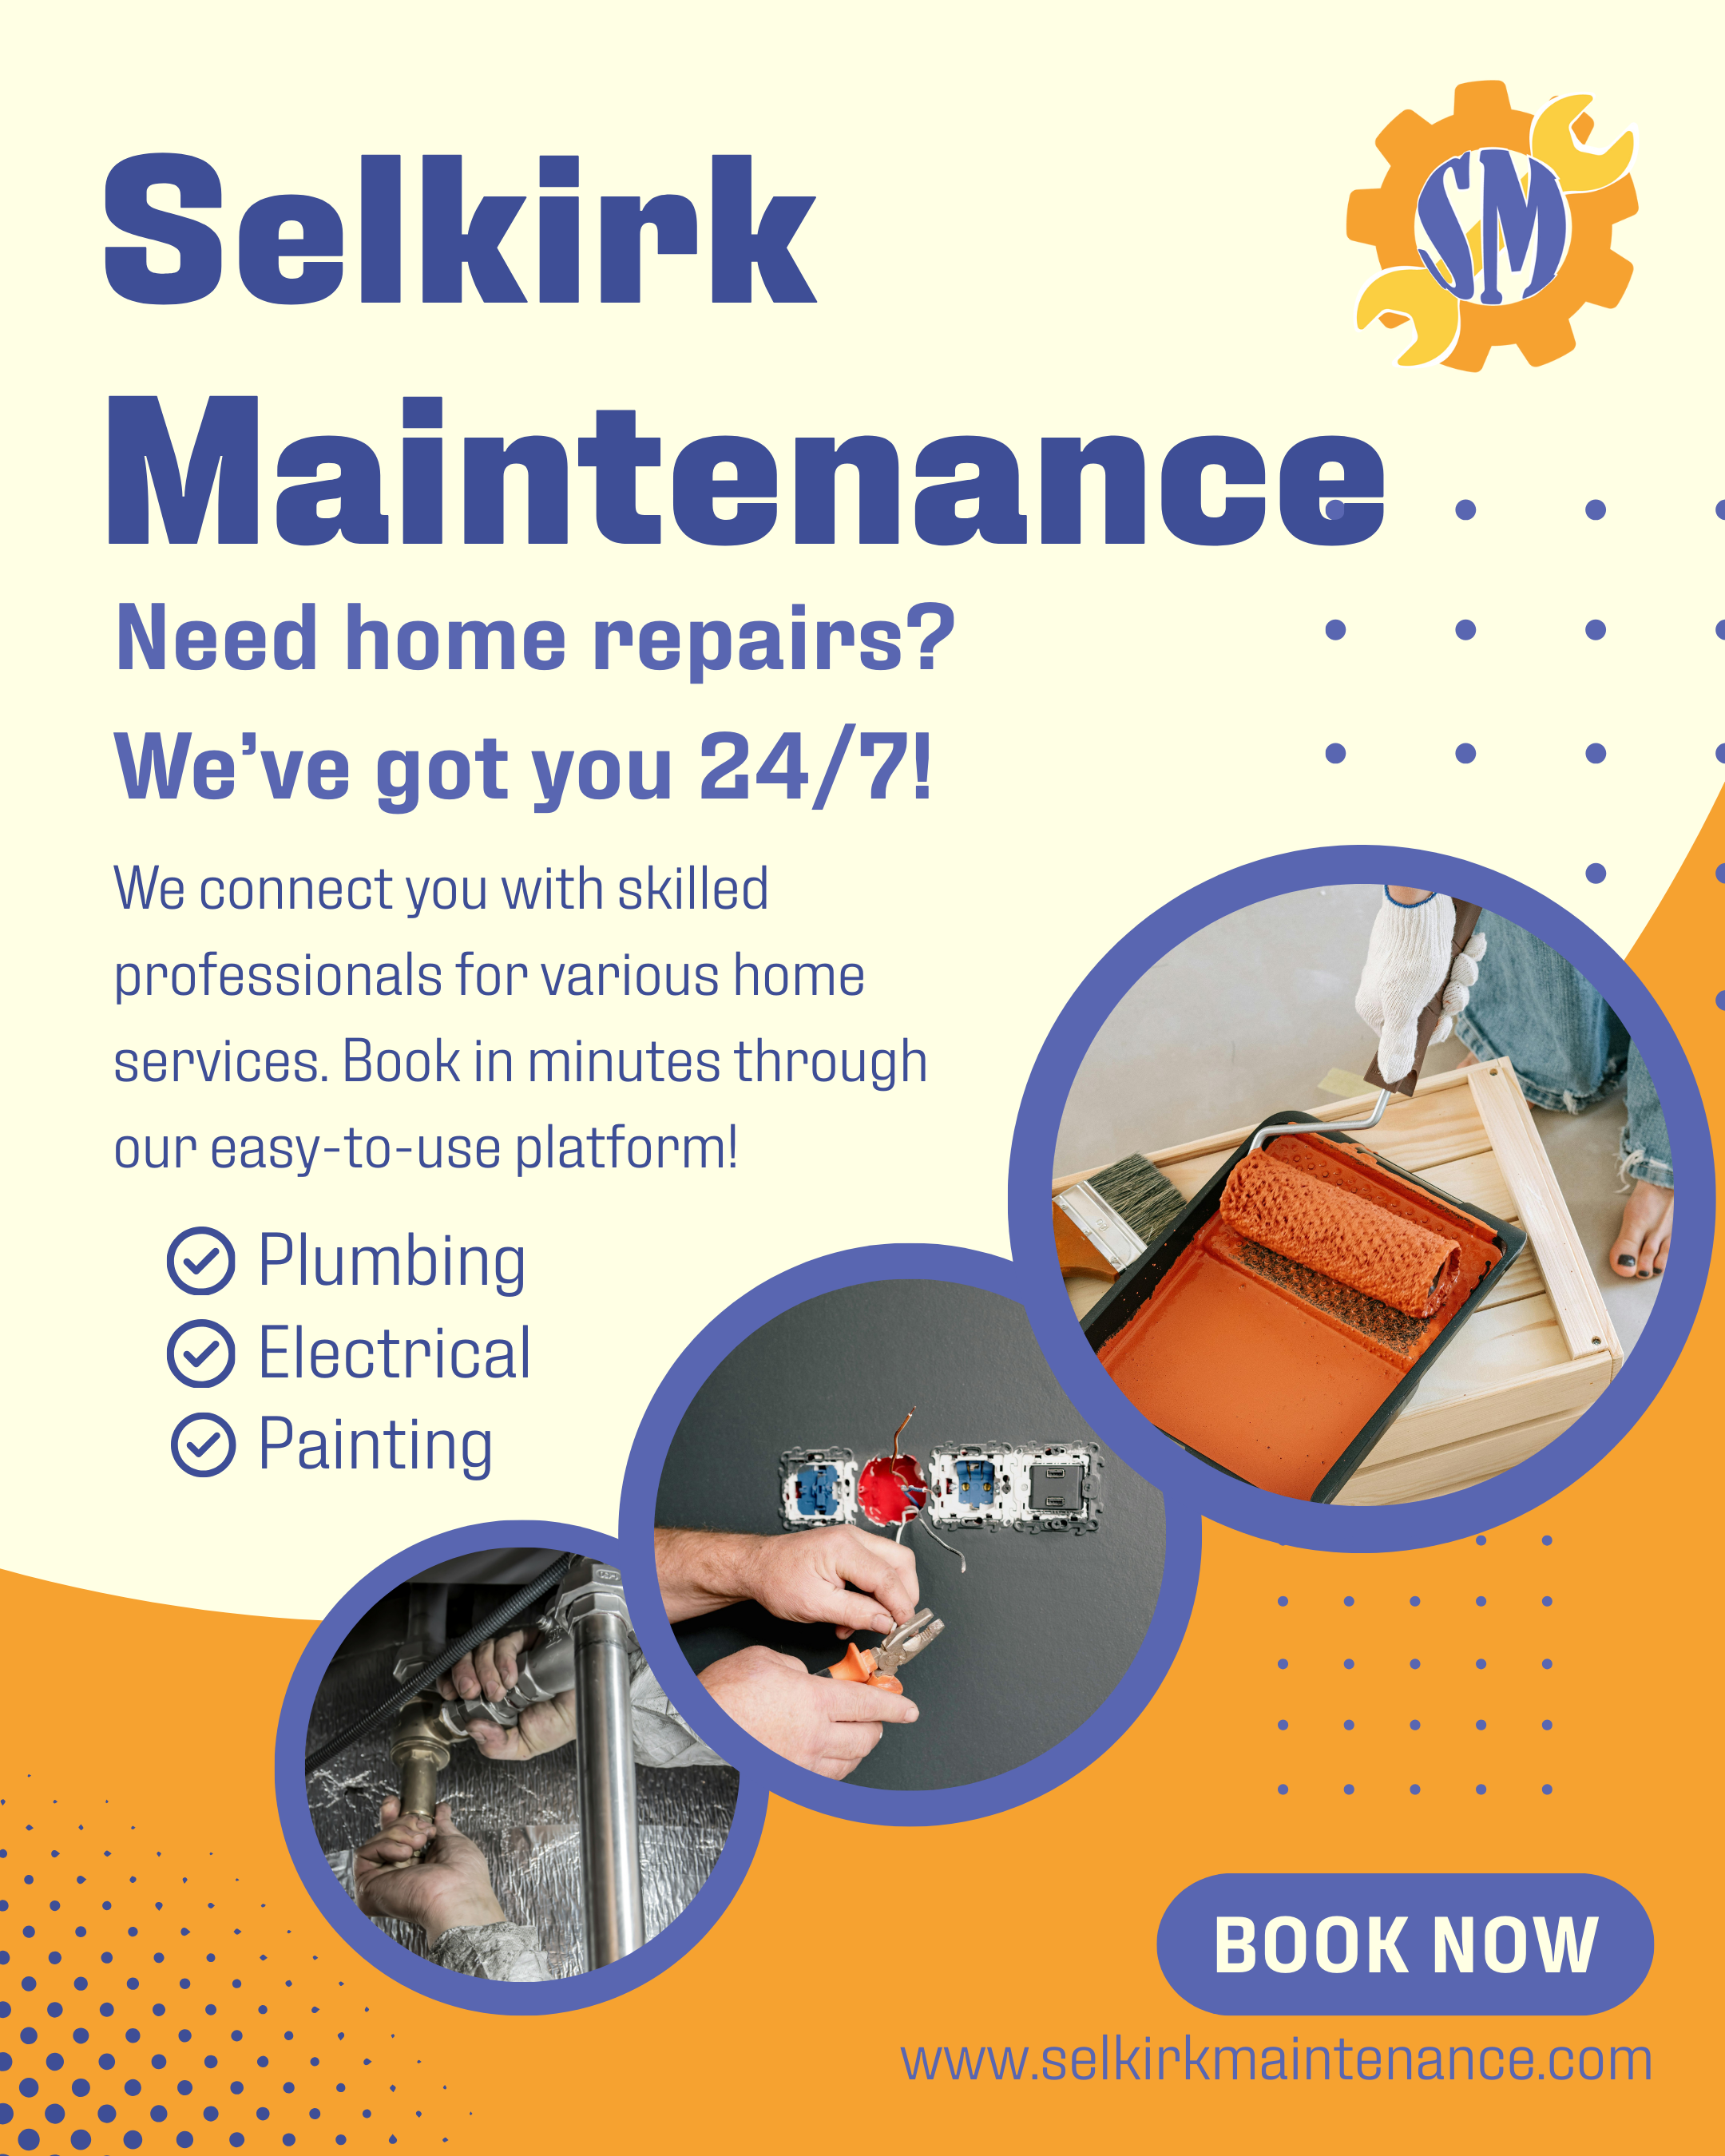 Selkirk
SM
Maintenance
Need home repairs?
We've got you 24/7!
We connect you with skilled
professionals for various home
services. Book in minutes through
our easy-to-use platform!
Plumbing
Electrical
Painting
BOOK NOW
www.selkirkmaintenance.com